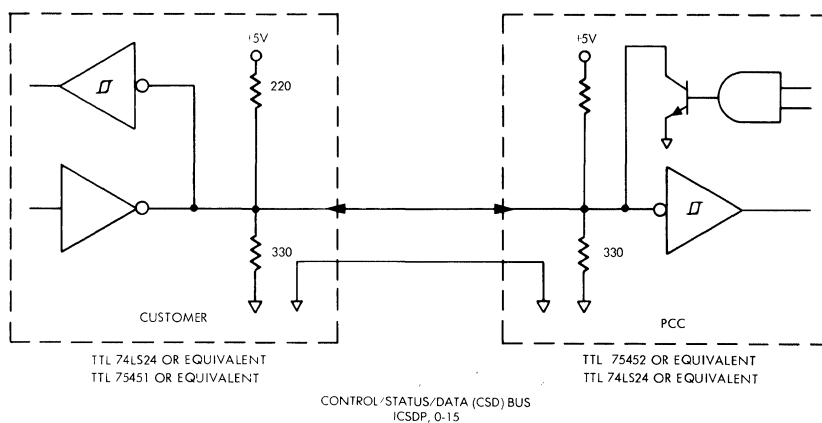 +5V
220
330
CUSTOMER
TTL 74LS24 OR EQUIVALENT
TTL 75451 OR EQUIVALENT
+5V
330
PCC
TTL 75452 OR EQUIVALENT
TTL 74LS24 OR EQUIVALENT
CONTROL/STATUS/DATA (CSD) BUS
ICSDP, 0-15